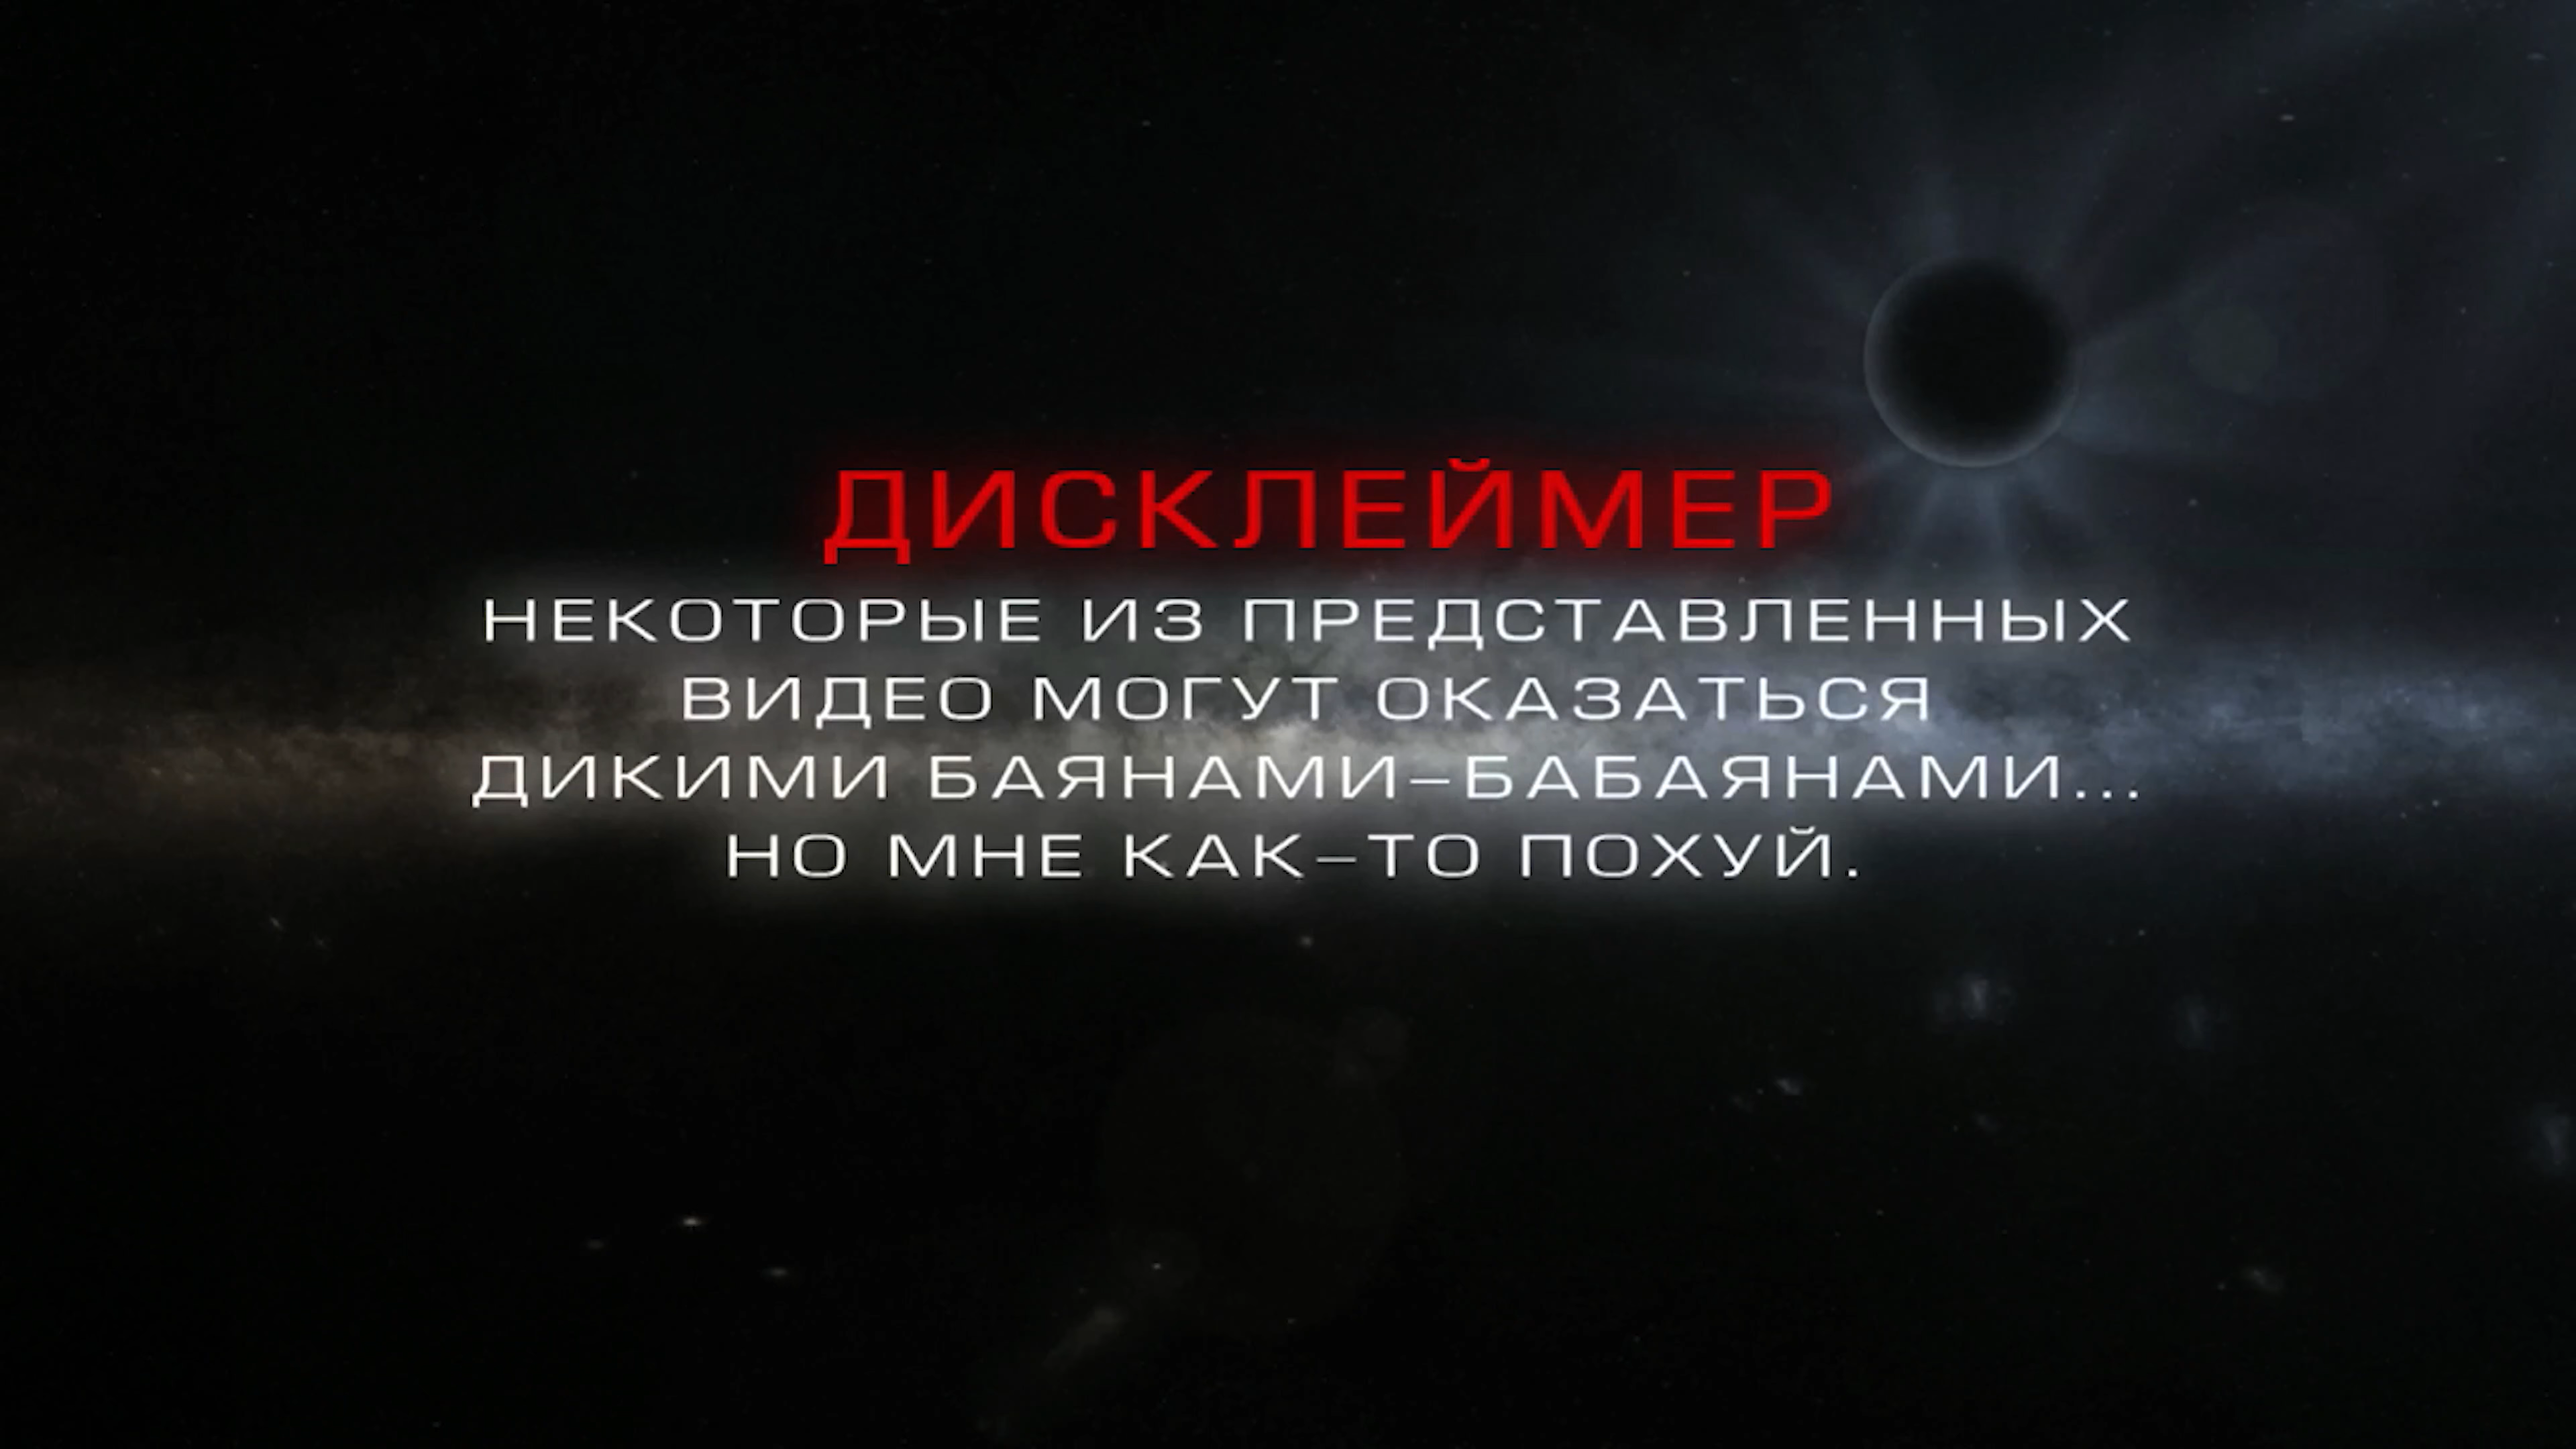 ДИСКЛЕЙМЕР
НЕКОТОРЫЕ ИЗ ПРЕДСТАВЛЕННЫХ
ВИДЕО МОГУТ ОКАЗАТЬСЯ
ДИКИМИ БАЯНАМИ–БАБАЯНАМИ...
НО МНЕ КАК–ТО ПОХУЙ.